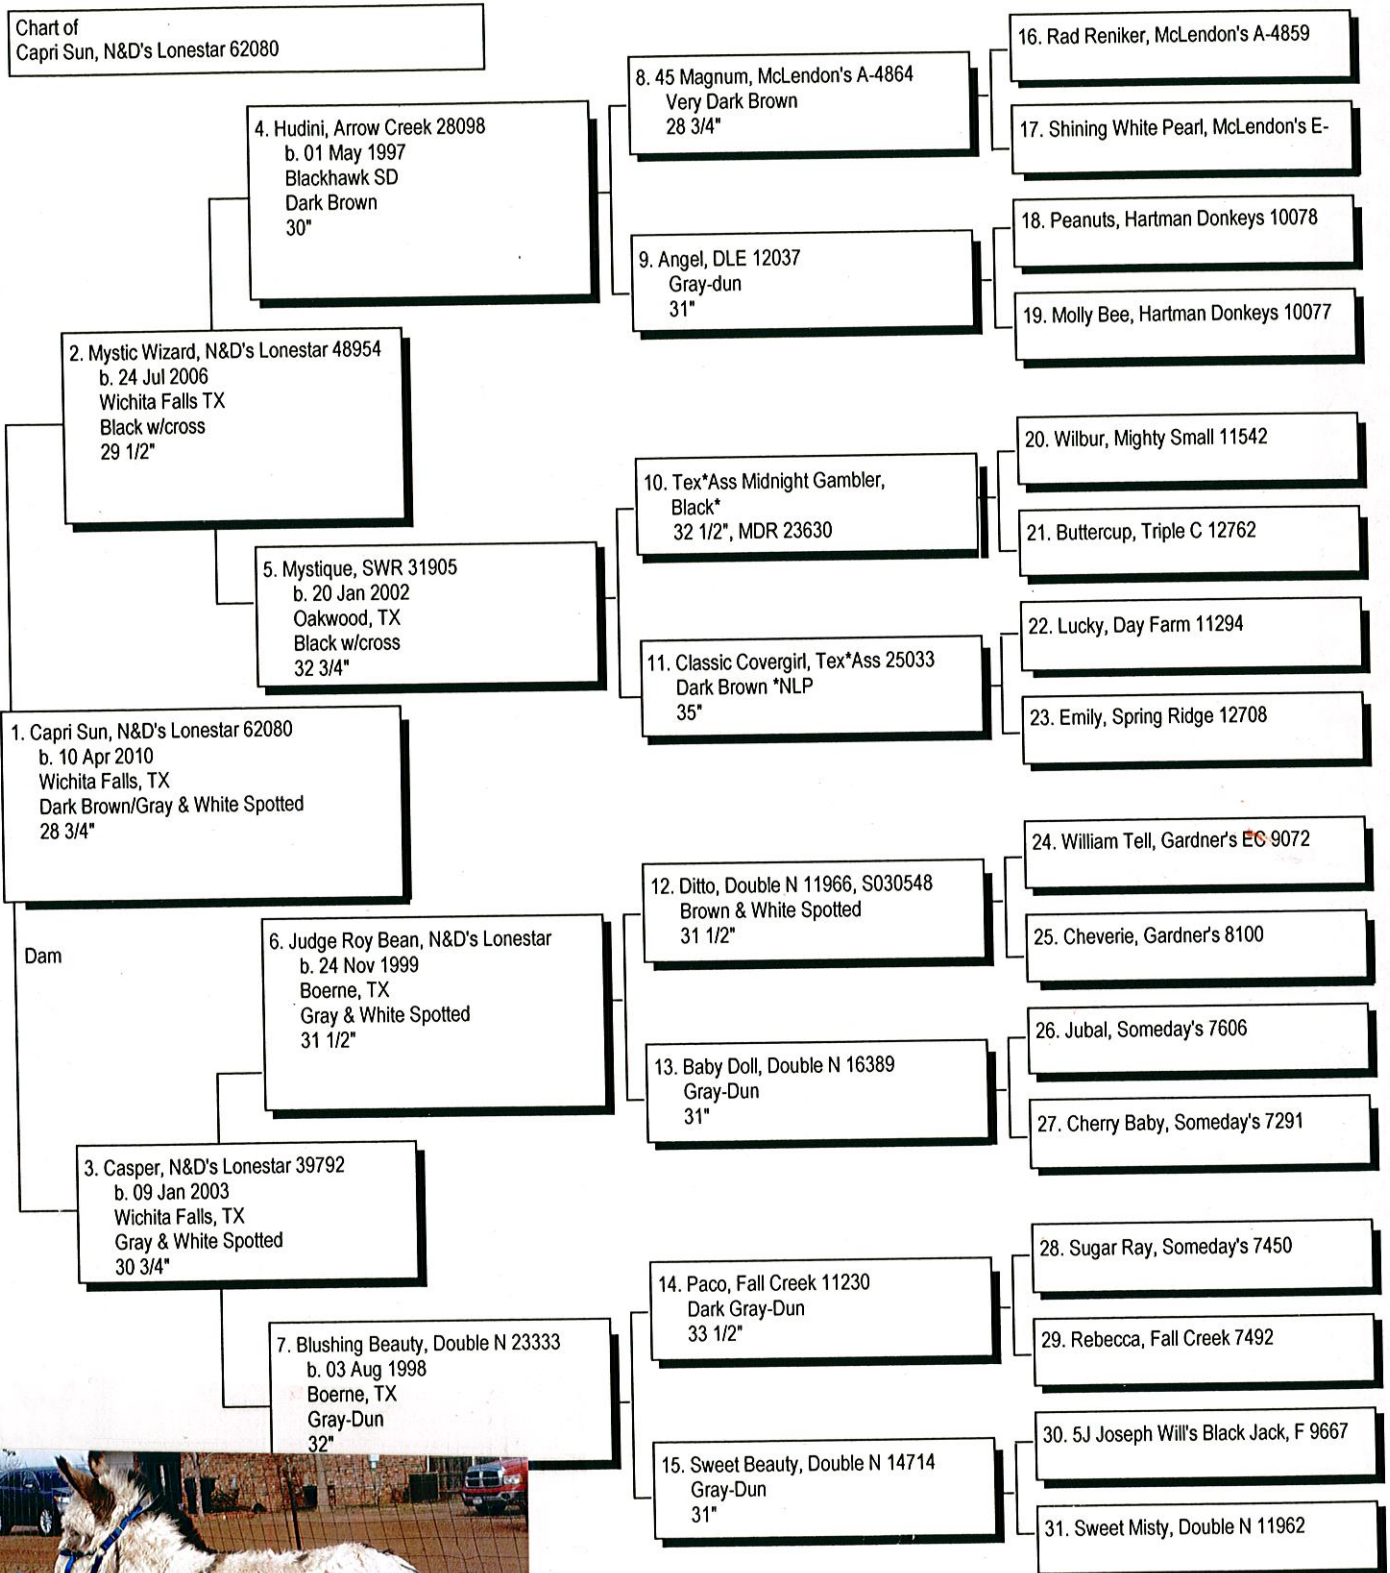 Chart of
Capri Sun, N&D's Lonestar 62080
1. Capri Sun, N&D's Lonestar 62080
b. 10 Apr 2010
Wichita Falls, TX
Dark Brown/Gray & White Spotted
28 3/4"
Dam
2. Mystic Wizard, N&D's Lonestar 48954
b. 24 Jul 2006
Wichita Falls TX
Black w/cross
29 1/2"
3. Casper, N&D's Lonestar 39792
b. 09 Jan 2003
Wichita Falls, TX
Gray & White Spotted
30 3/4"
4. Hudini, Arrow Creek 28098
b. 01 May 1997
Blackhawk SD
Dark Brown
30"
5. Mystique, SWR 31905
b. 20 Jan 2002
Oakwood, TX
Black w/cross
32 3/4"
6. Judge Roy Bean, N&D's Lonestar
b. 24 Nov 1999
Boerne, TX
Gray & White Spotted
31 1/2"
7. Blushing Beauty, Double N 23333
b. 03 Aug 1998
Boerne, TX
Gray-Dun
32"
8. 45 Magnum, McLendon's A-4864
Very Dark Brown
28 3/4"
9. Angel, DLE 12037
Gray-dun
31"
10. Tex*Ass Midnight Gambler,
Black*
32 1/2", MDR 23630
11. Classic Covergirl, Tex*Ass 25033
Dark Brown *NLP
35"
12. Ditto, Double N 11966, S030548
Brown & White Spotted
31 1/2"
13. Baby Doll, Double N 16389
Gray-Dun
31"
14. Paco, Fall Creek 11230
Dark Gray-Dun
33 1/2"
15. Sweet Beauty, Double N 14714
Gray-Dun
31"
16. Rad Reniker, McLendon's A-4859
17. Shining White Pearl, McLendon's E-
18. Peanuts, Hartman Donkeys 10078
19. Molly Bee, Hartman Donkeys 10077
20. Wilbur, Mighty Small 11542
21. Buttercup, Triple C 12762
22. Lucky, Day Farm 11294
23. Emily, Spring Ridge 12708
24. William Tell, Gardner's EC 9072
25. Cheverie, Gardner's 8100
26. Jubal, Someday's 7606
27. Cherry Baby, Someday's 7291
28. Sugar Ray, Someday's 7450
29. Rebecca, Fall Creek 7492
30. 5J Joseph Will's Black Jack, F 9667
31. Sweet Misty, Double N 11962